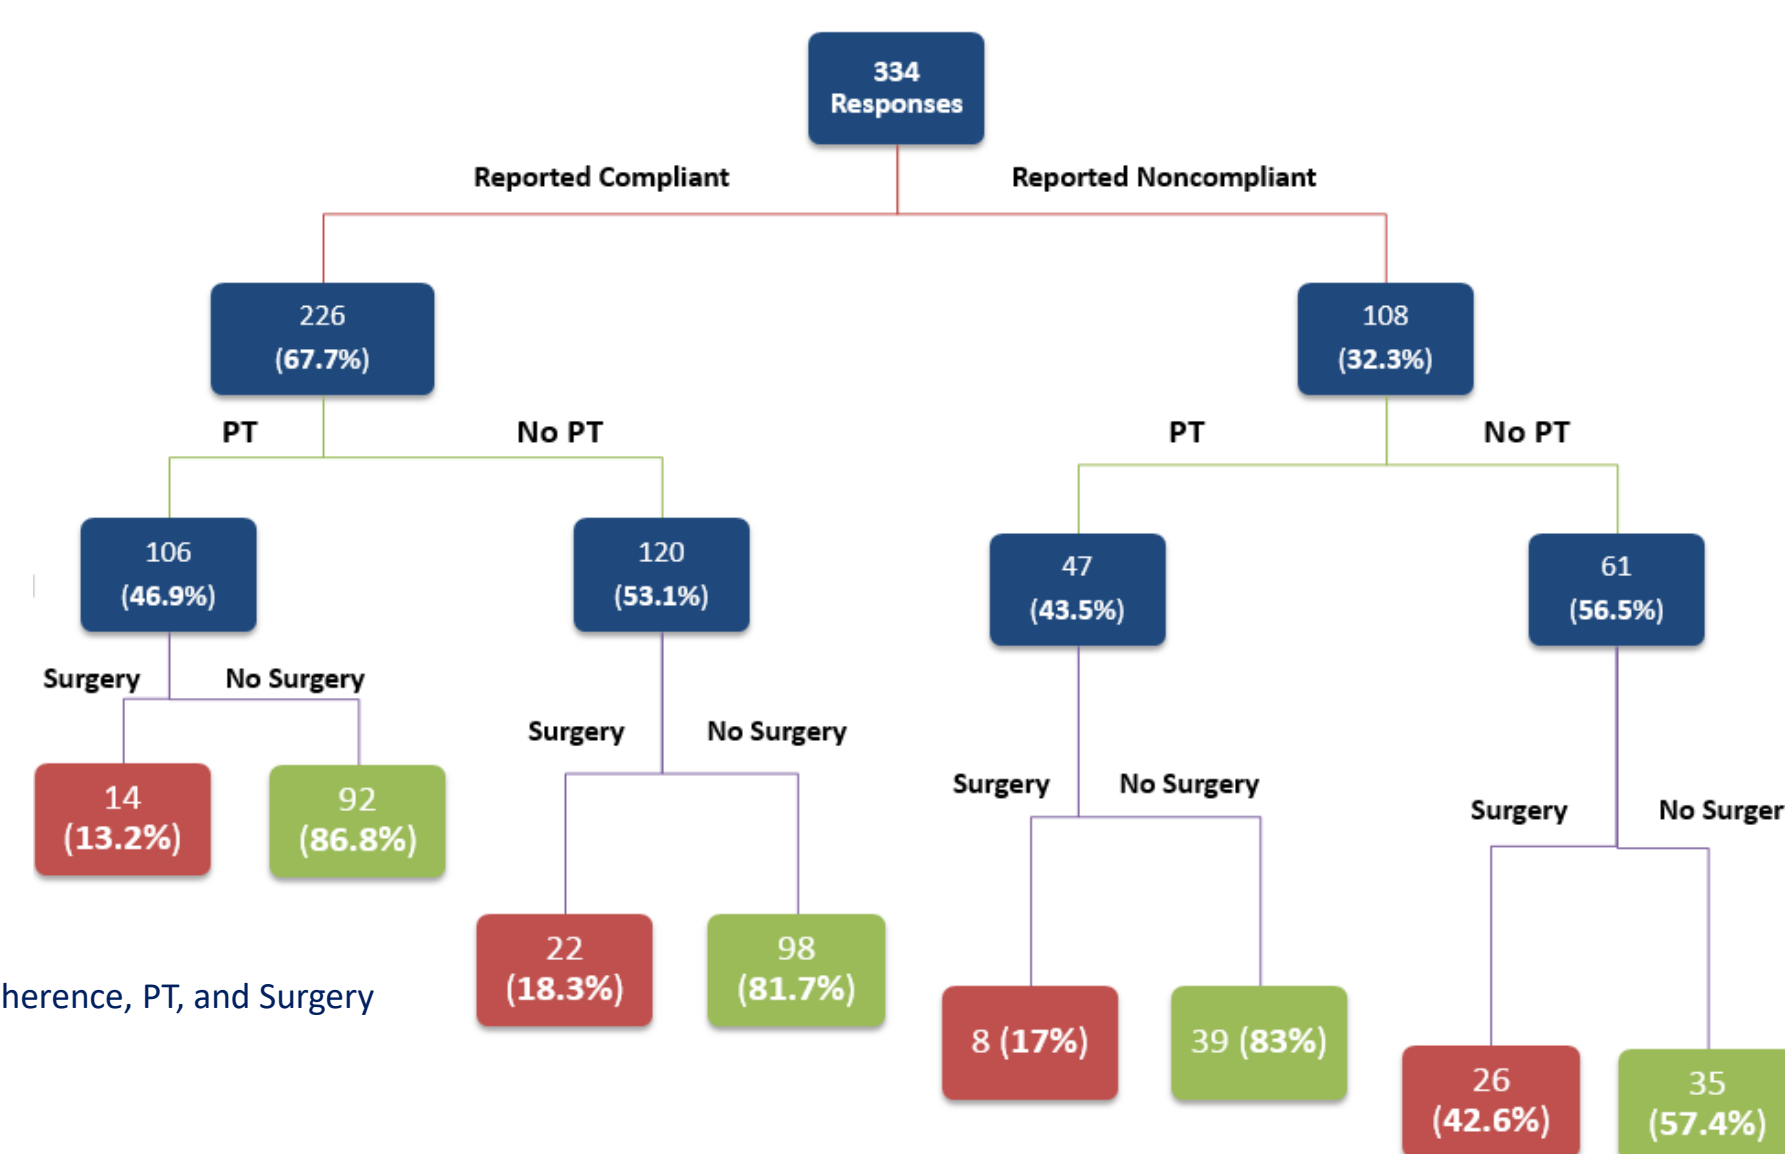 334
Responses
Reported Compliant
Reported Noncompliant
226
(67.7%)
108
(32.3%)
PT
No PT
PT
No PT
106
(46.9%)
120
(53.1%)
47
(43.5%)
61
(56.5%)
Surgery
No Surgery
Surgery
No Surgery
Surgery
No Surgery
Surgery
No Surger
14
(13.2%)
92
(86.8%)
22
(18.3%)
98
(81.7%)
8 (17%)
39 (83%)
26
(42.6%)
35
(57.4%)
herence, PT, and Surgery